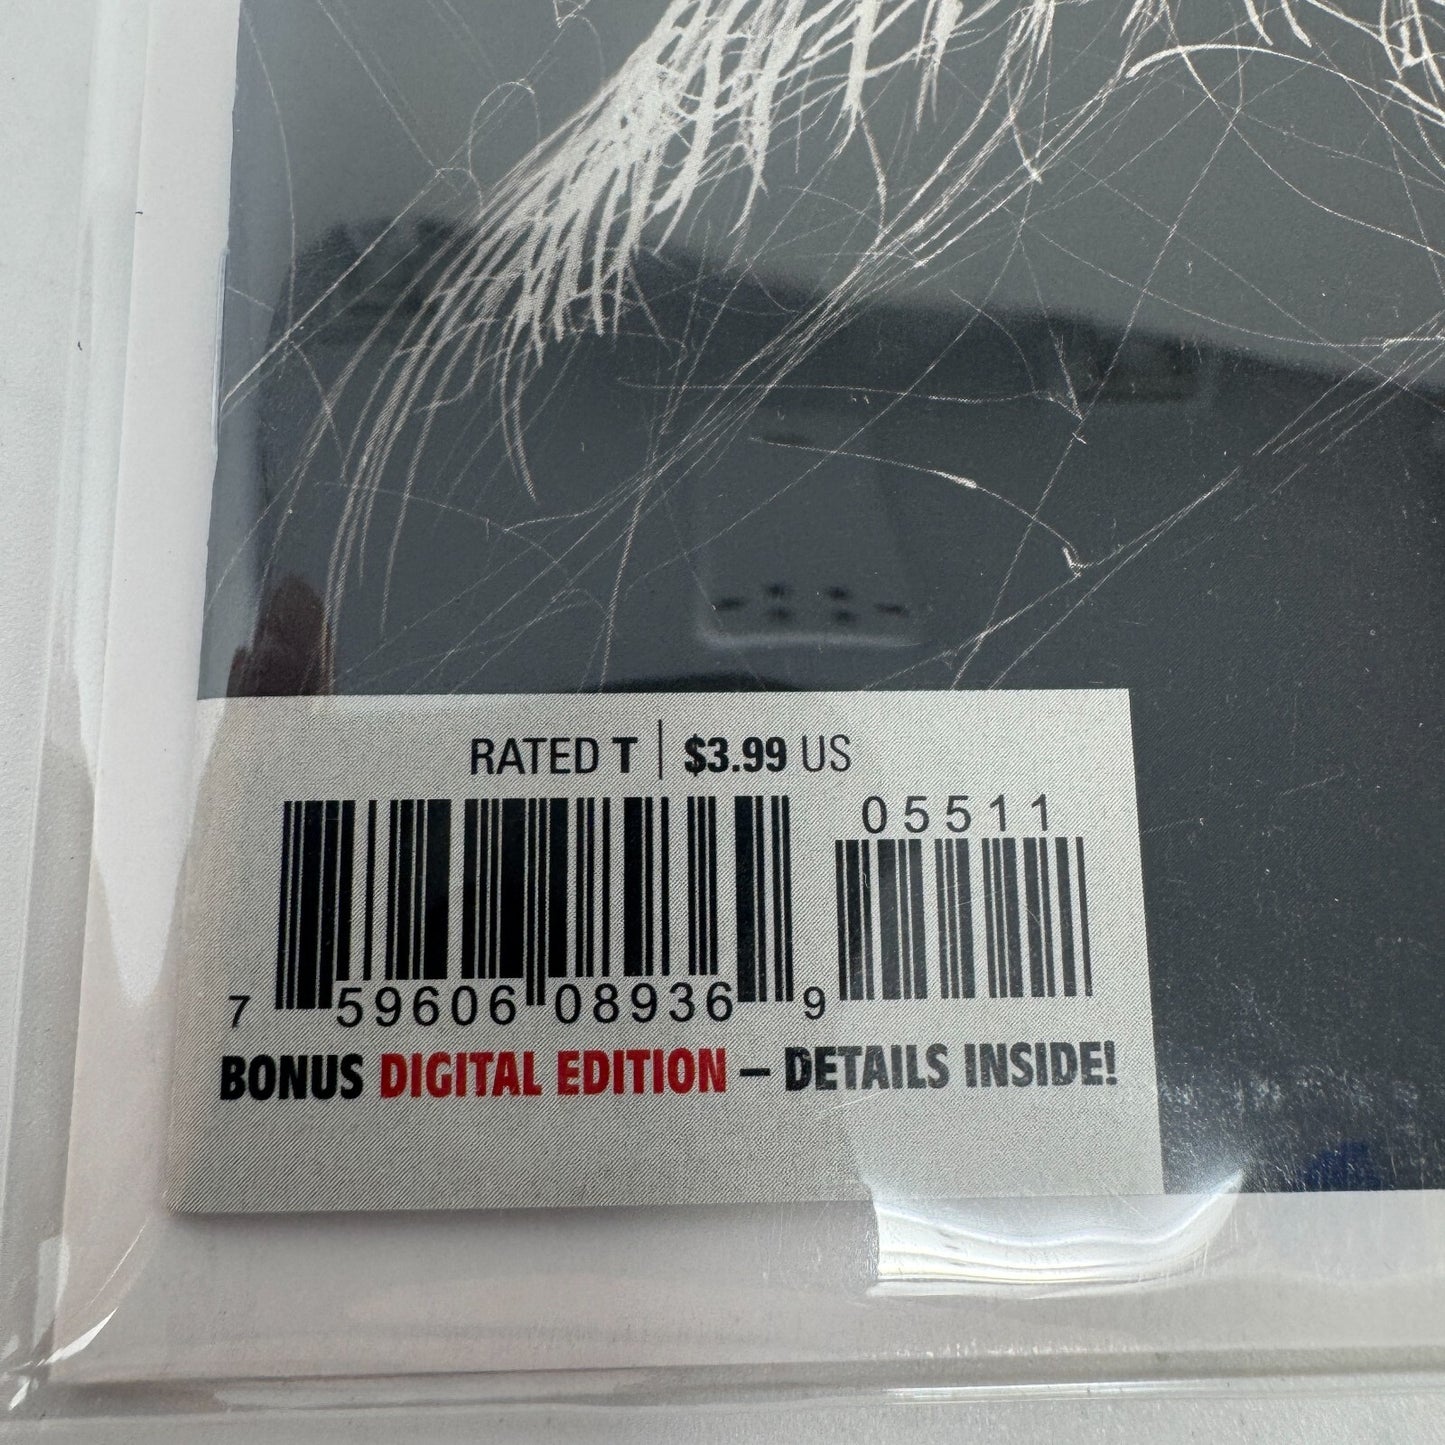 RATED T | $3.99 US
05511
7 59606 08936 9
BONUS DIGITAL EDITION – DETAILS INSIDE!